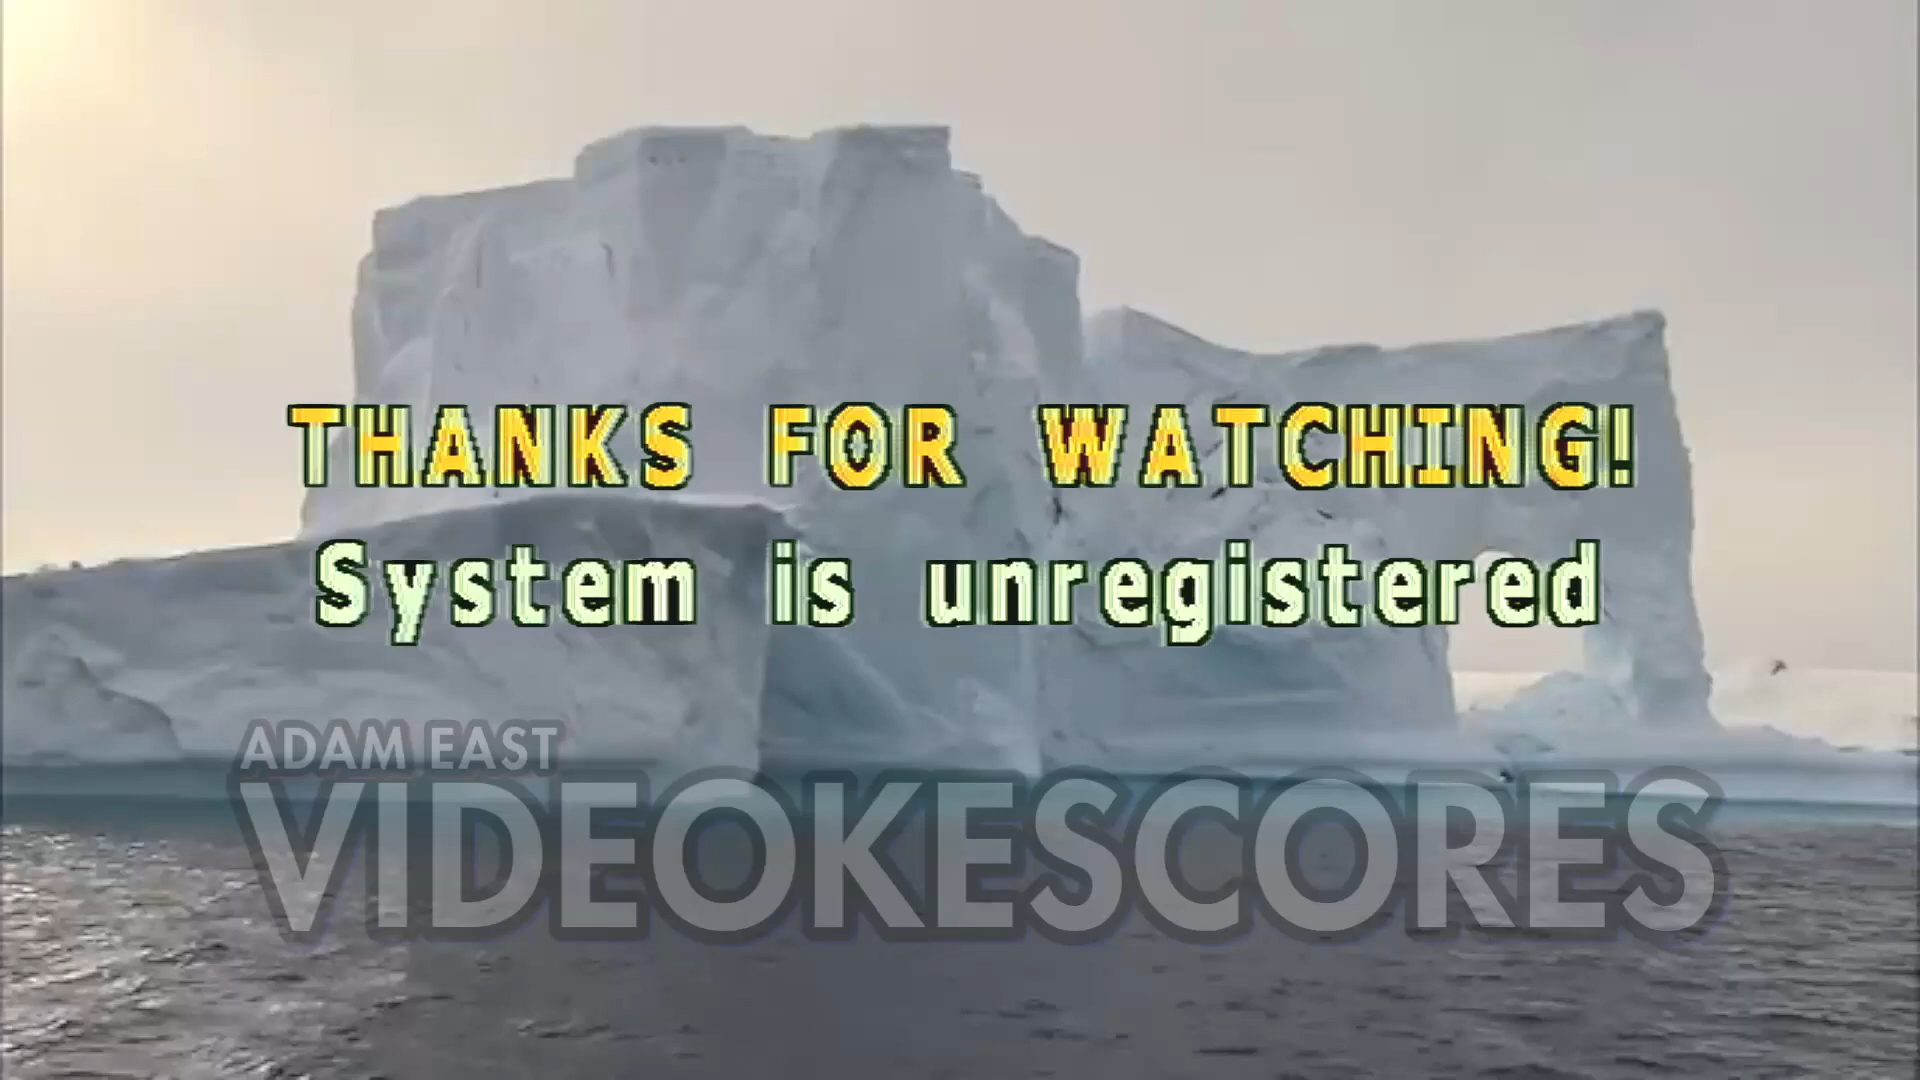 THANKS FOR WATCHING!
System is unregistered
ADAM EAST
VIDEOKESCORES